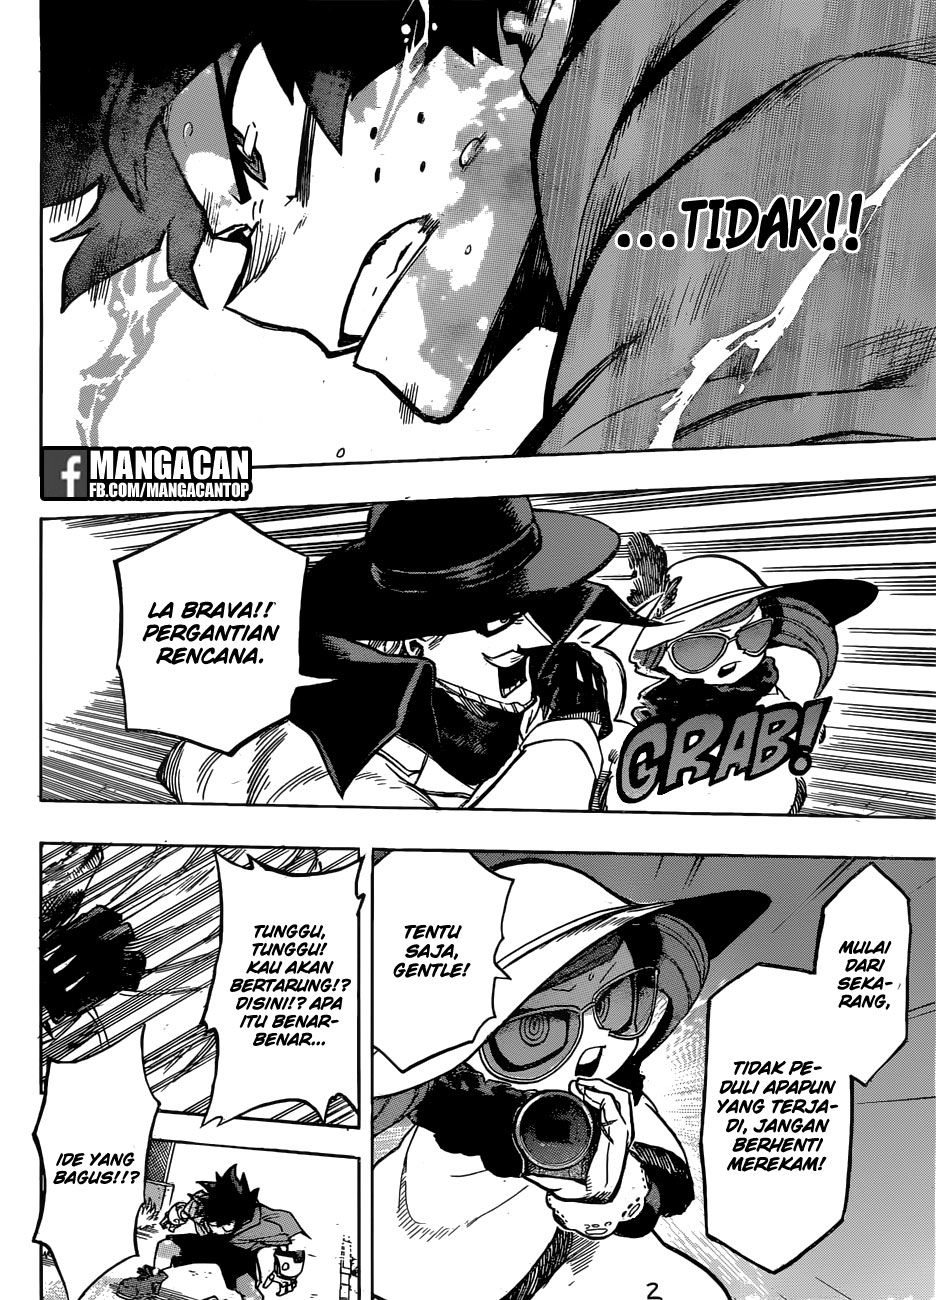 ...TIDAK!!
MANGACAN
FB.COM/MANGACANTOP
LA BRAVA!!
PERGANTIAN
RENCANA.
GRAB!
MULAI
DARI
SEKA-
RANG,
TIDAK PE-
DULI APAPUN
YANG TERJA-
DI, JANGAN
BERHENTI
MEREKAM!
TENTU
SAJA,
GENTLE!
TUNGGU,
TUNGGU!
KAU AKAN
BERTARUNG!?
DISINI!? APA
ITU BENAR-
BENAR...
IDE YANG
BAGUS!!?
2